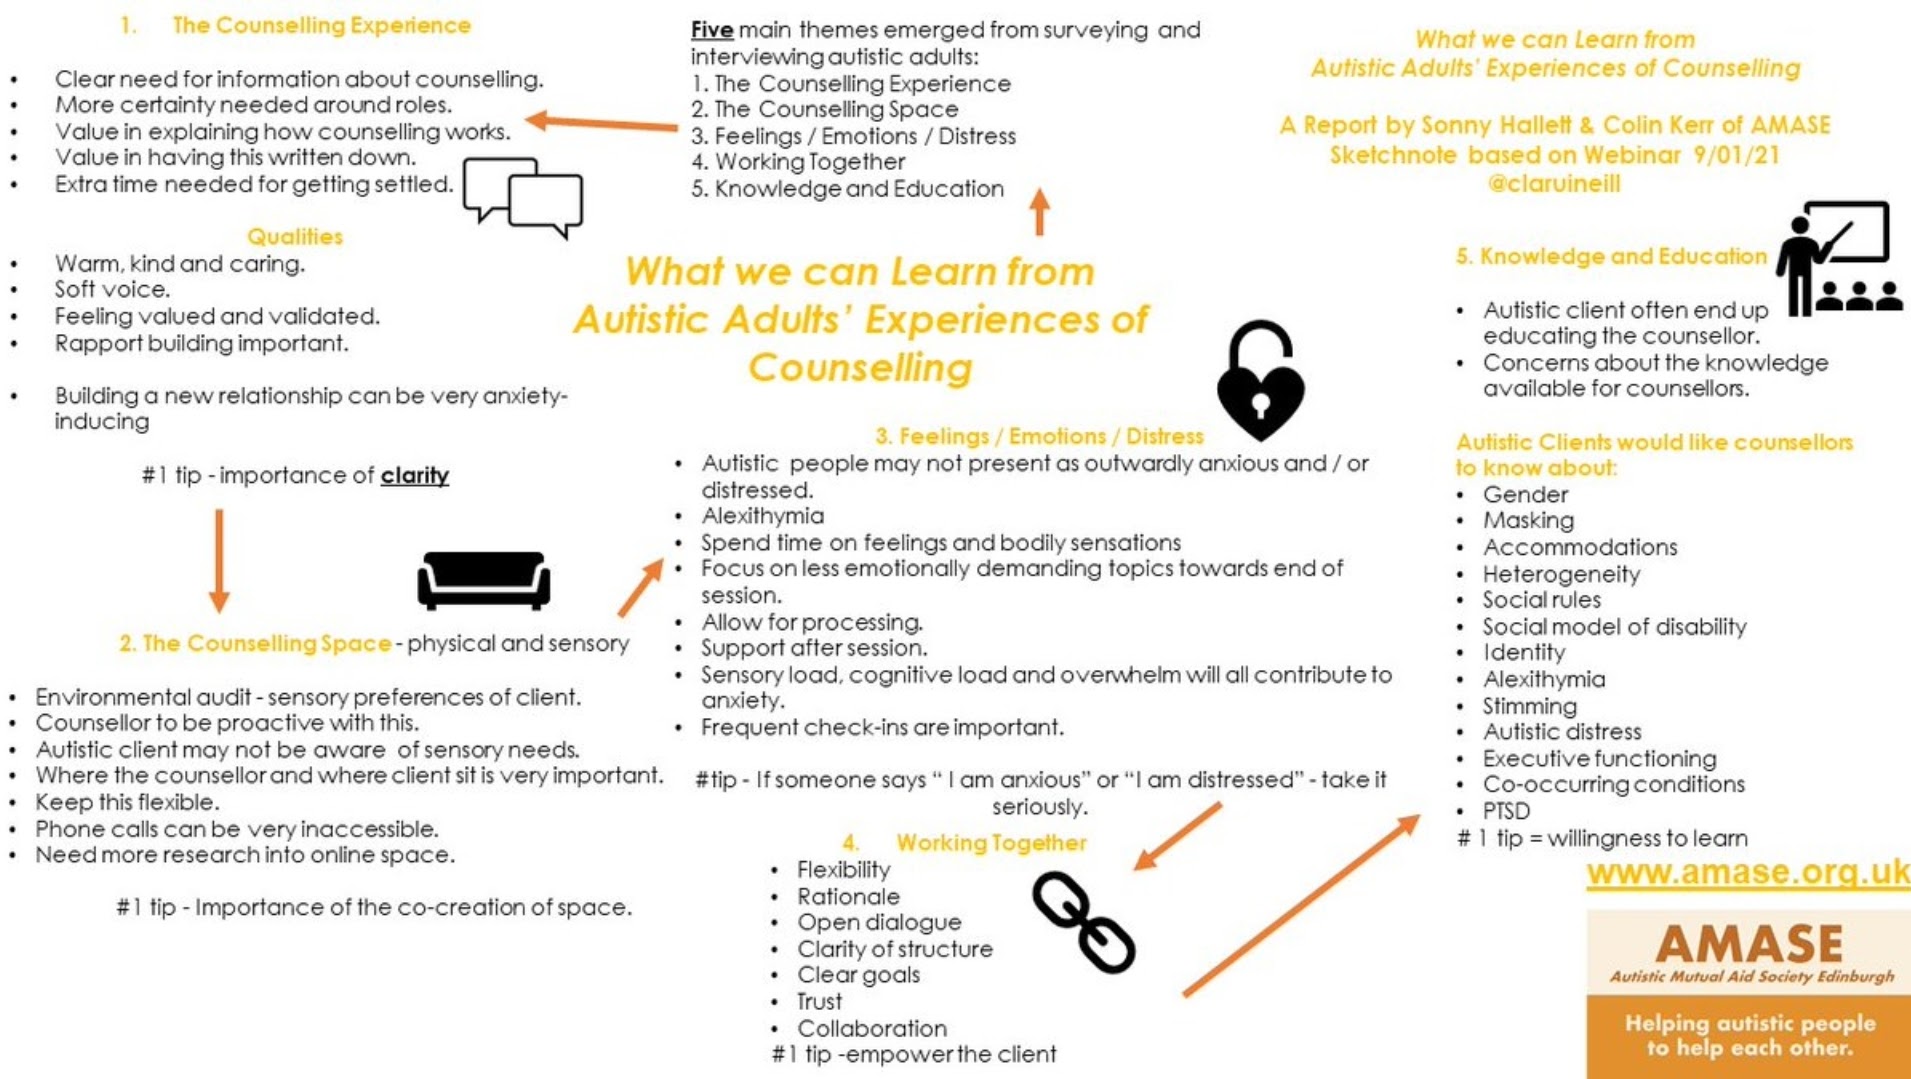 1. The Counselling Experience
• Clear need for information about counselling.
• More certainty needed around roles.
• Value in explaining how counselling works.
• Value in having this written down.
• Extra time needed for getting settled.
Qualities
• Warm, kind and caring.
• Soft voice.
• Feeling valued and validated.
• Rapport building important.
• Building a new relationship can be very anxiety-
inducing
#1 tip - importance of clarity
2. The Counselling Space - physical and sensory
• Environmental audit - sensory preferences of client.
• Counsellor to be proactive with this.
• Autistic client may not be aware of sensory needs.
• Where the counsellor and where client sit is very important.
• Keep this flexible.
• Phone calls can be very inaccessible.
• Need more research into online space.
#1 tip - Importance of the co-creation of space.
Five main themes emerged from surveying and
interviewing autistic adults:
1. The Counselling Experience
2. The Counselling Space
3. Feelings / Emotions / Distress
4. Working Together
5. Knowledge and Education
What we can Learn from
Autistic Adults' Experiences of
Counselling
3. Feelings / Emotions / Distress
• Autistic people may not present as outwardly anxious and / or
distressed.
• Alexithymia
• Spend time on feelings and bodily sensations
• Focus on less emotionally demanding topics towards end of
session.
• Allow for processing.
• Support after session.
• Sensory load, cognitive load and overwhelm will all contribute to
anxiety.
• Frequent check-ins are important.
#tip - If someone says " I am anxious" or "I am distressed" - take it
seriously.
4. Working Together
• Flexibility
• Rationale
• Open dialogue
• Clarity of structure
• Clear goals
• Trust
• Collaboration
#1 tip -empower the client
What we can Learn from
Autistic Adults' Experiences of Counselling
A Report by Sonny Hallett & Colin Kerr of AMASE
Sketchnote based on Webinar 9/01/21
@claruineill
5. Knowledge and Education
• Autistic client often end up
educating the counsellor.
• Concerns about the knowledge
available for counsellors.
Autistic Clients would like counsellors
to know about:
• Gender
• Masking
• Accommodations
• Heterogeneity
• Social rules
• Social model of disability
• Identity
• Alexithymia
• Stimming
• Autistic distress
• Executive functioning
• Co-occurring conditions
• PTSD
# 1 tip = willingness to learn
www.amase.org.uk
AMASE
Autistic Mutual Aid Society Edinburgh
Helping autistic people
to help each other.